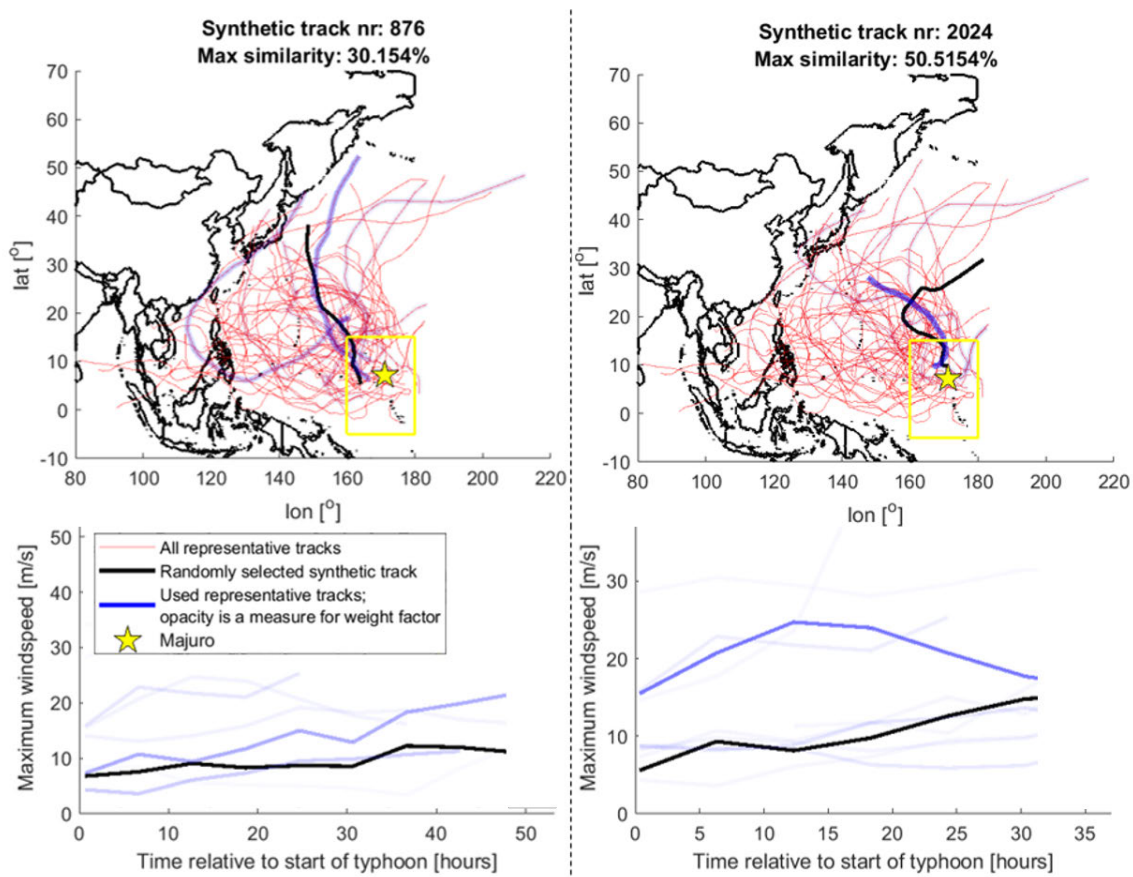 Synthetic track nr: 876
Max similarity: 30.154%
70
60
50
40
30
20
10
0
-10
lat [o]
80 100 120 140 160 180 200 220
lon [o]
50
40
30
20
10
0
Maximum windspeed [m/s]
All representative tracks
Randomly selected synthetic track
Used representative tracks;
opacity is a measure for weight factor
Majuro
0 10 20 30 40 50
Time relative to start of typhoon [hours]
Synthetic track nr: 2024
Max similarity: 50.5154%
70
60
50
40
30
20
10
0
-10
lat [o]
80 100 120 140 160 180 200 220
lon [o]
30
20
10
0
Maximum windspeed [m/s]
0 5 10 15 20 25 30 35
Time relative to start of typhoon [hours]